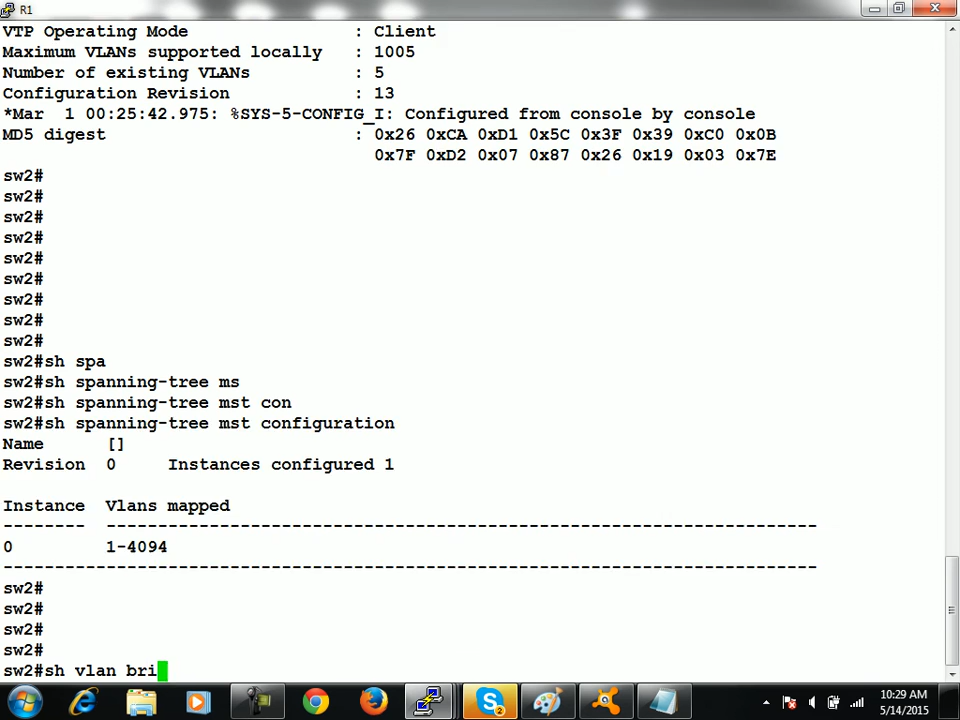 R1
VTP Operating Mode : Client
Maximum VLANs supported locally : 1005
Number of existing VLANs : 5
Configuration Revision : 13
*Mar 1 00:25:42.975: %SYS-5-CONFIG_I: Configured from console by console
MD5 digest : 0x26 0xCA 0xD1 0x5C 0x3F 0x39 0xC0 0x0B
0x7F 0xD2 0x07 0x87 0x26 0x19 0x03 0x7E
sw2#
sw2#
sw2#
sw2#
sw2#
sw2#
sw2#
sw2#
sw2#
sw2#sh spa
sw2#sh spanning-tree ms
sw2#sh spanning-tree mst con
sw2#sh spanning-tree mst configuration
Name []
Revision 0 Instances configured 1
Instance Vlans mapped
-------- ---------------------------------------------------------------------
0 1-4094
-------------------------------------------------------------------------------
sw2#
sw2#
sw2#
sw2#
sw2#sh vlan bri
10:29 AM
5/14/2015